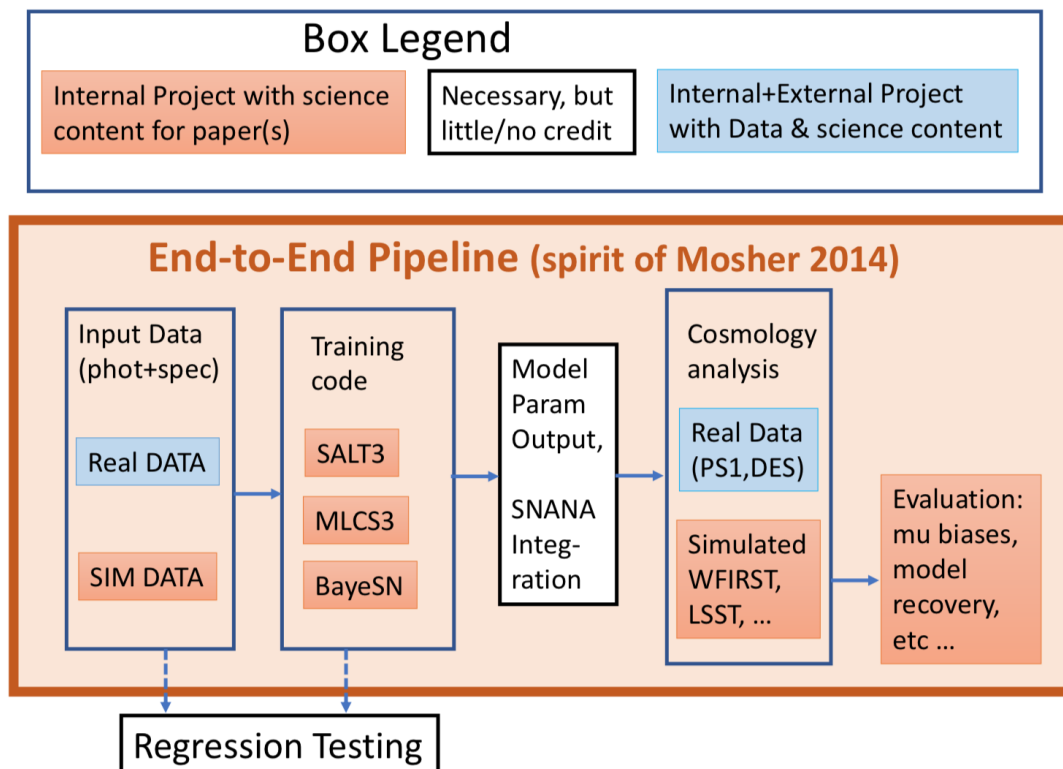 Box Legend
Internal Project with science
content for paper(s)
Necessary, but
little/no credit
Internal+External Project
with Data & science content
End-to-End Pipeline (spirit of Mosher 2014)
Input Data
(phot+spec)
Real DATA
SIM DATA
Training
code
SALT3
MLCS3
BayeSN
Model
Param
Output,
SNANA
Integ-
ration
Cosmology
analysis
Real Data
(PS1,DES)
Simulated
WFIRST,
LSST, ...
Evaluation:
mu biases,
model
recovery,
etc ...
Regression Testing